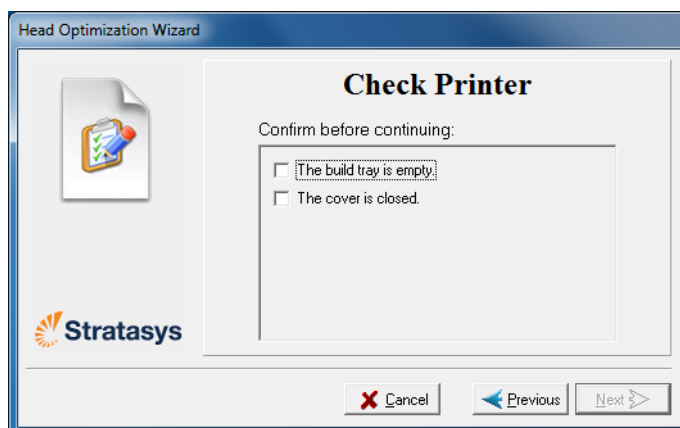 Head Optimization Wizard
Check Printer
Confirm before continuing:
The build tray is empty.
The cover is closed.
Stratasys
Cancel
Previous
Next